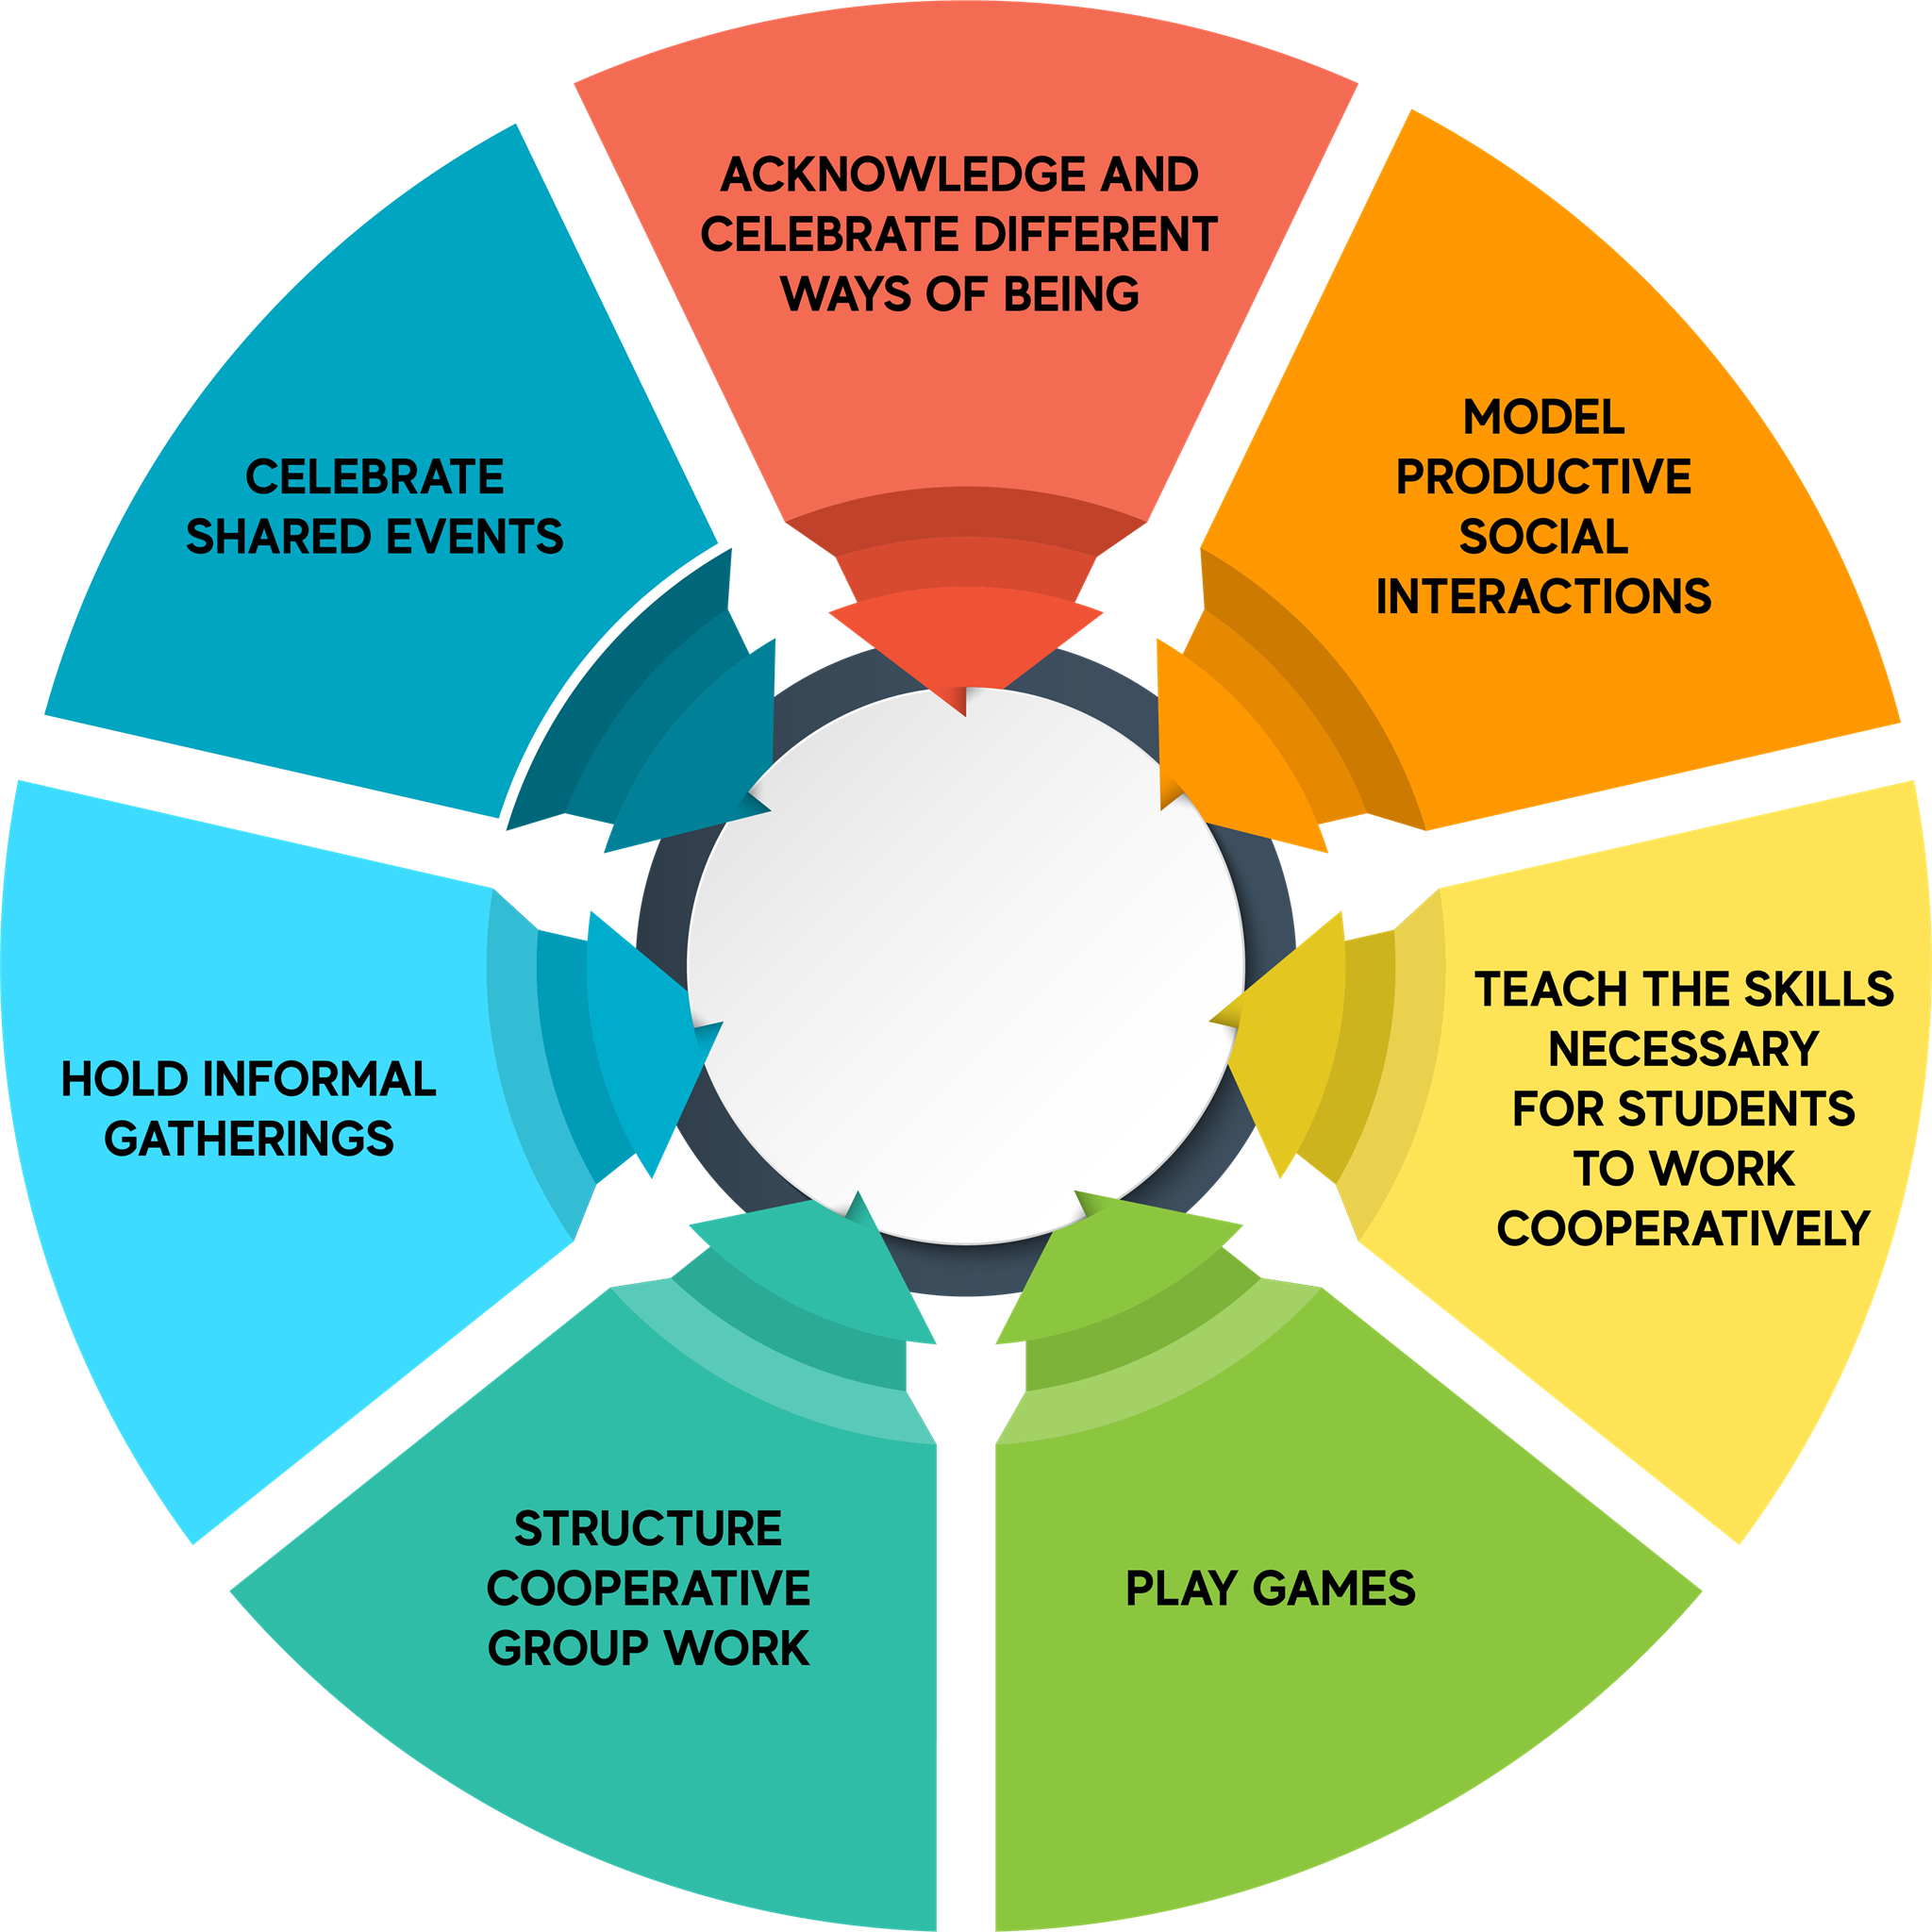 ACKNOWLEDGE AND
CELEBRATE DIFFERENT
WAYS OF BEING
MODEL
PRODUCTIVE
SOCIAL
INTERACTIONS
TEACH THE SKILLS
NECESSARY
FOR STUDENTS
TO WORK
COOPERATIVELY
PLAY GAMES
STRUCTURE
COOPERATIVE
GROUP WORK
HOLD INFORMAL
GATHERINGS
CELEBRATE
SHARED EVENTS